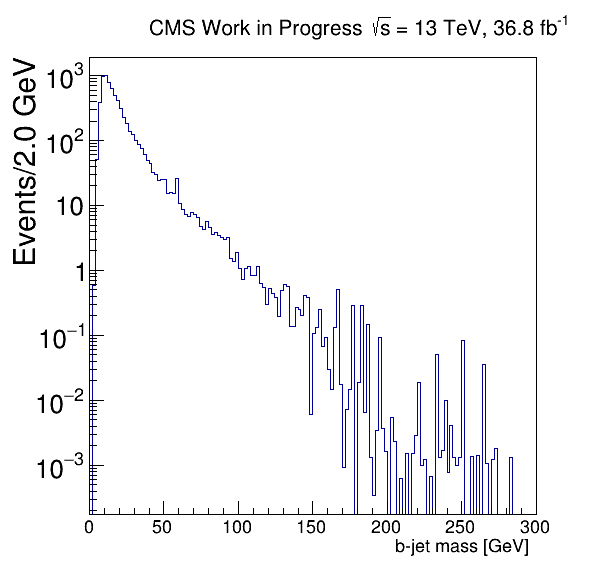 CMS Work in Progress √s = 13 TeV, 36.8 fb⁻¹
Events/2.0 GeV
10³
10²
10
1
10⁻¹
10⁻²
10⁻³
0 50 100 150 200 250 300
b-jet mass [GeV]